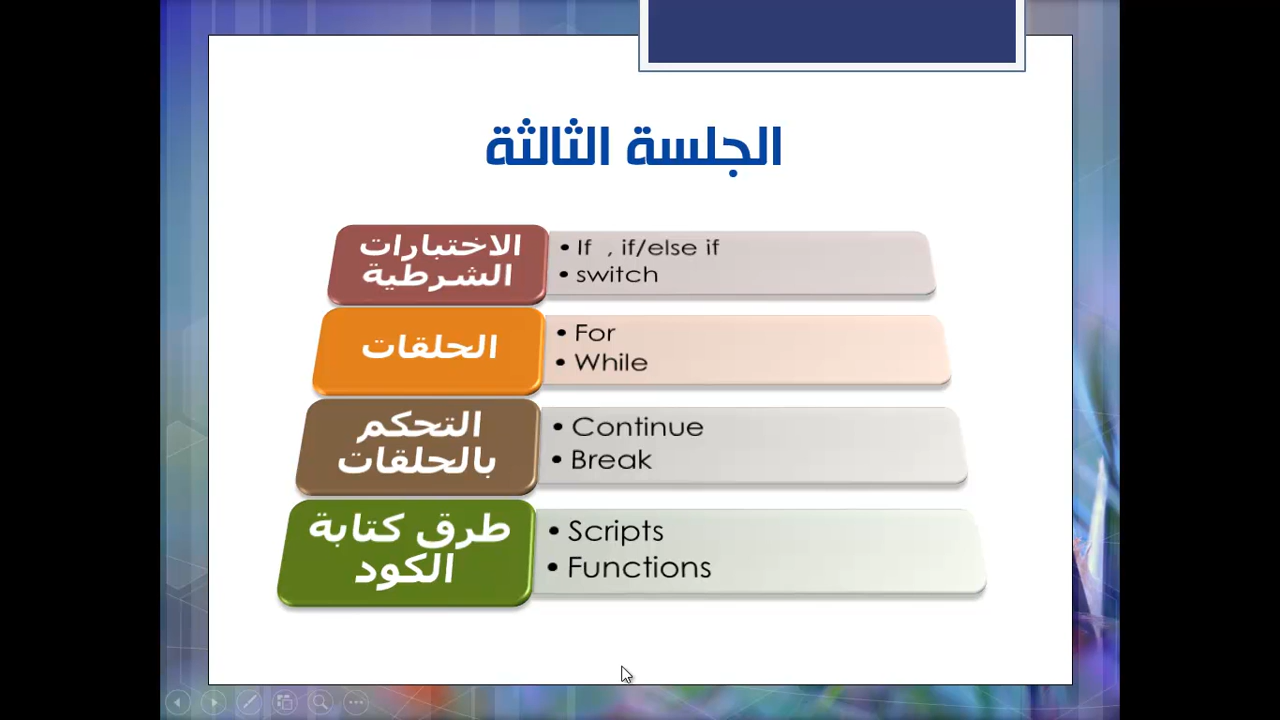 الجلسة الثالثة
الاختبارات
الشرطية
• If , if/else if
• switch
الحلقات
• For
• While
التحكم
بالحلقات
• Continue
• Break
طرق كتابة
الكود
• Scripts
• Functions